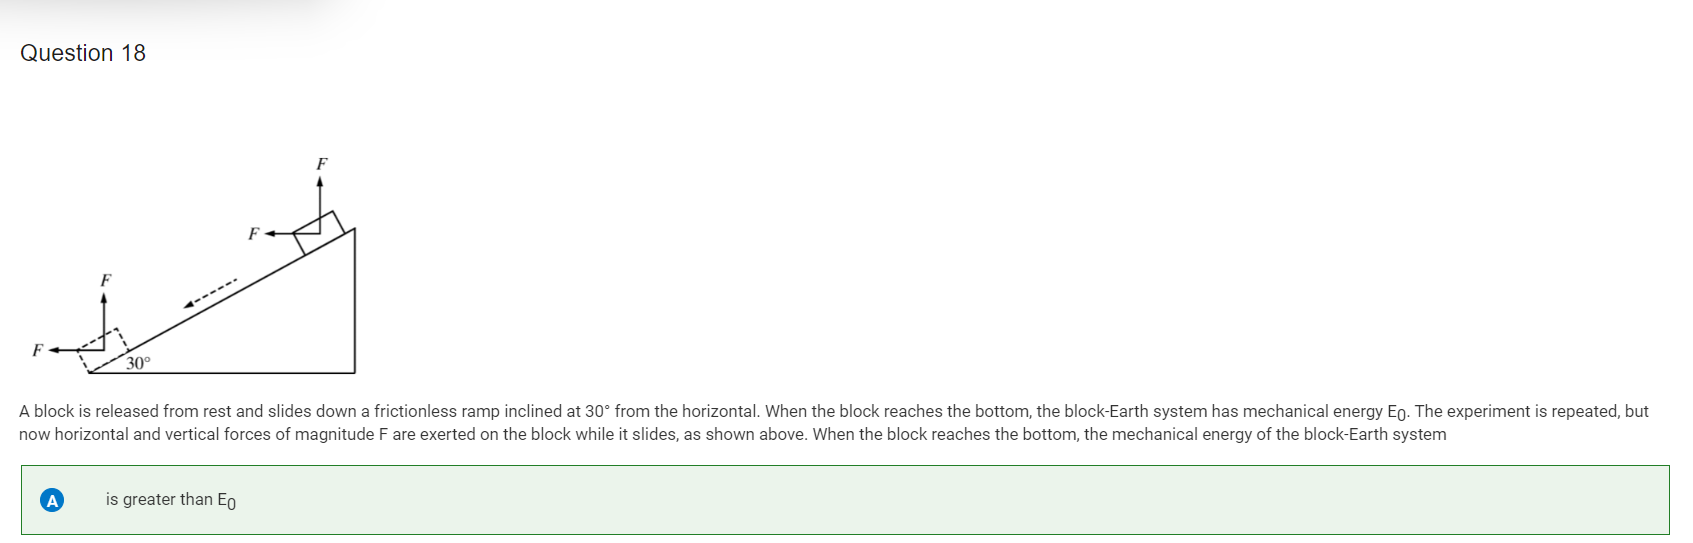 Question 18
F
F
F
F
30°
A block is released from rest and slides down a frictionless ramp inclined at 30° from the horizontal. When the block reaches the bottom, the block-Earth system has mechanical energy E0. The experiment is repeated, but
now horizontal and vertical forces of magnitude F are exerted on the block while it slides, as shown above. When the block reaches the bottom, the mechanical energy of the block-Earth system
A is greater than E0